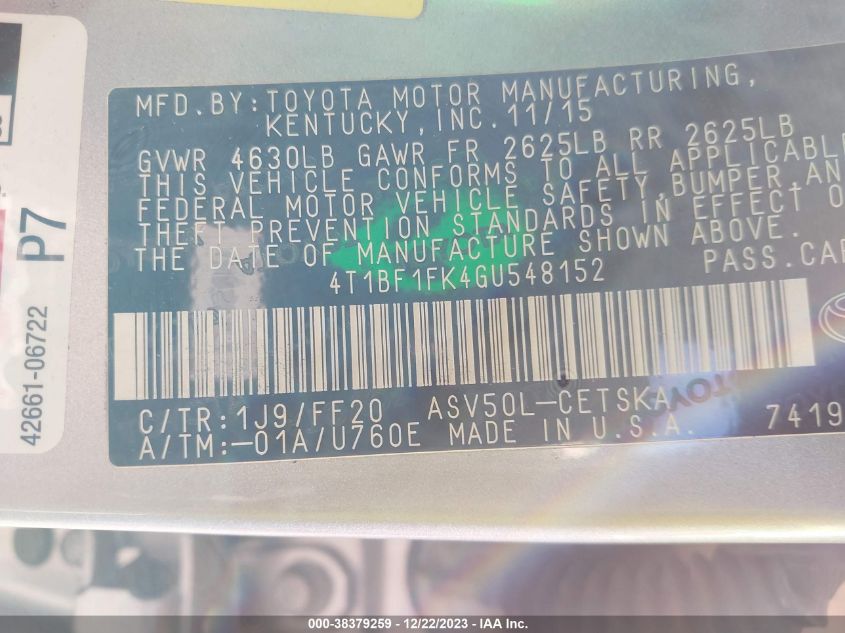 MFD.BY:TOYOTA MOTOR MANUFACTURING,
KENTUCKY,INC. 11/15
GVWR 4630LB GAWR FR 2625LB RR 2625LB
THIS VEHICLE CONFORMS TO ALL APPLICABLE
FEDERAL MOTOR VEHICLE SAFETY,BUMPER,AN
THEFT PREVENTION STANDARDS IN EFFECT O
THE DATE OF MANUFACTURE SHOWN ABOVE.
4T1BF1FK4GU548152 PASS.CAR
C/TR:1J9/FF20 ASV50L-CETSKA
A/TM:-01A/U760E MADE IN U.S.A. 7419
P7
42661-06722
000-38379259 - 12/22/2023 - IAA Inc.